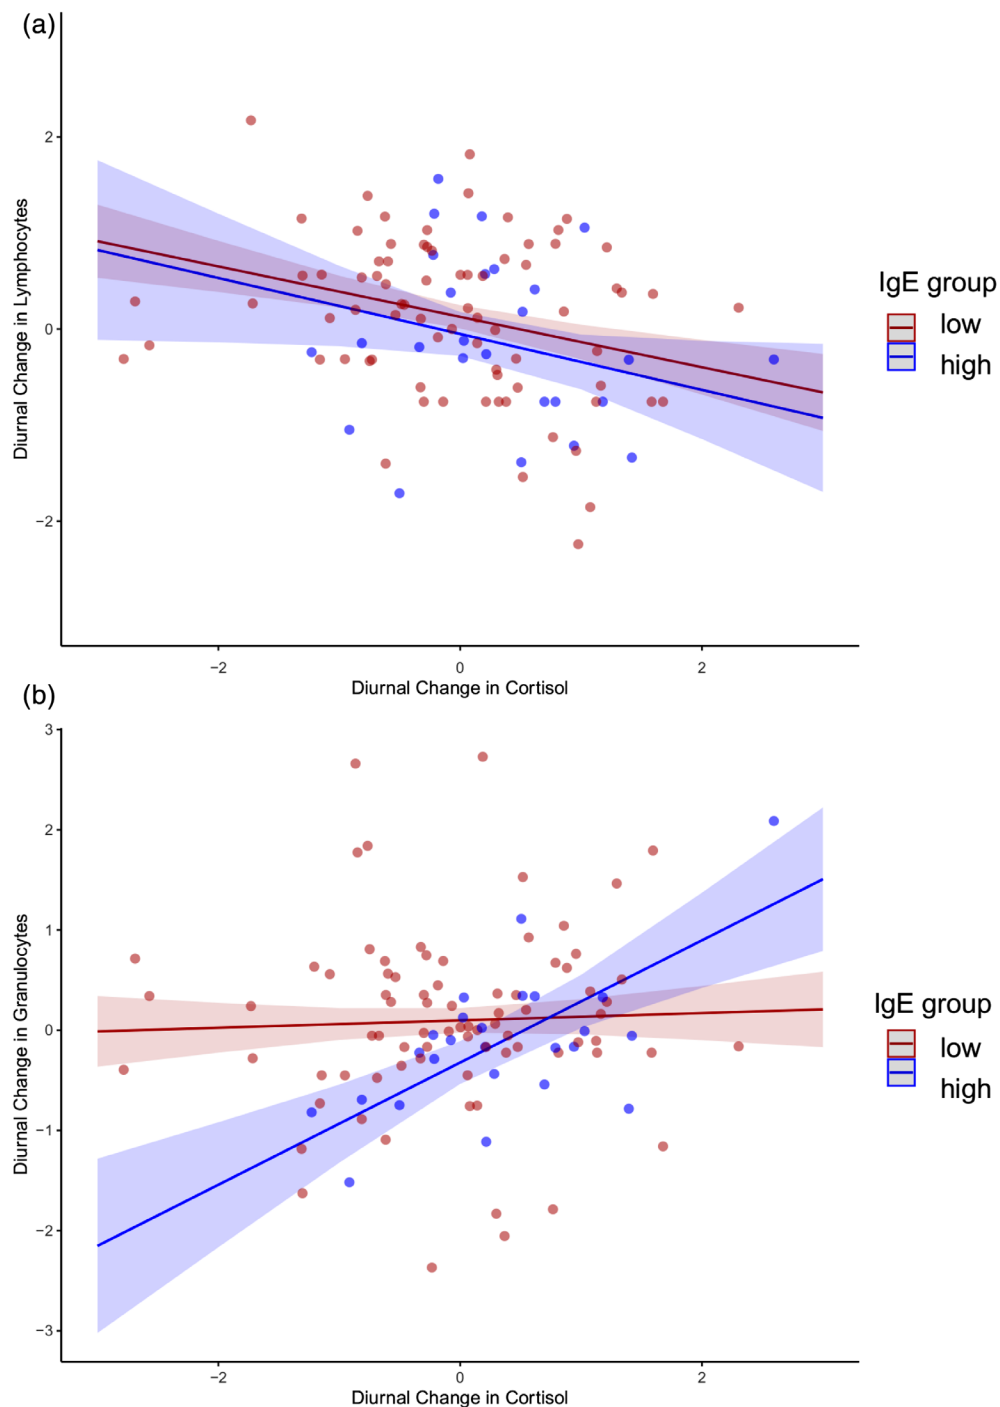 (a)
Diurnal Change in Lymphocytes
2
0
−2
−2
0
2
Diurnal Change in Cortisol
IgE group
low
high
(b)
Diurnal Change in Granulocytes
3
2
1
0
−1
−2
−3
−2
0
2
Diurnal Change in Cortisol
IgE group
low
high